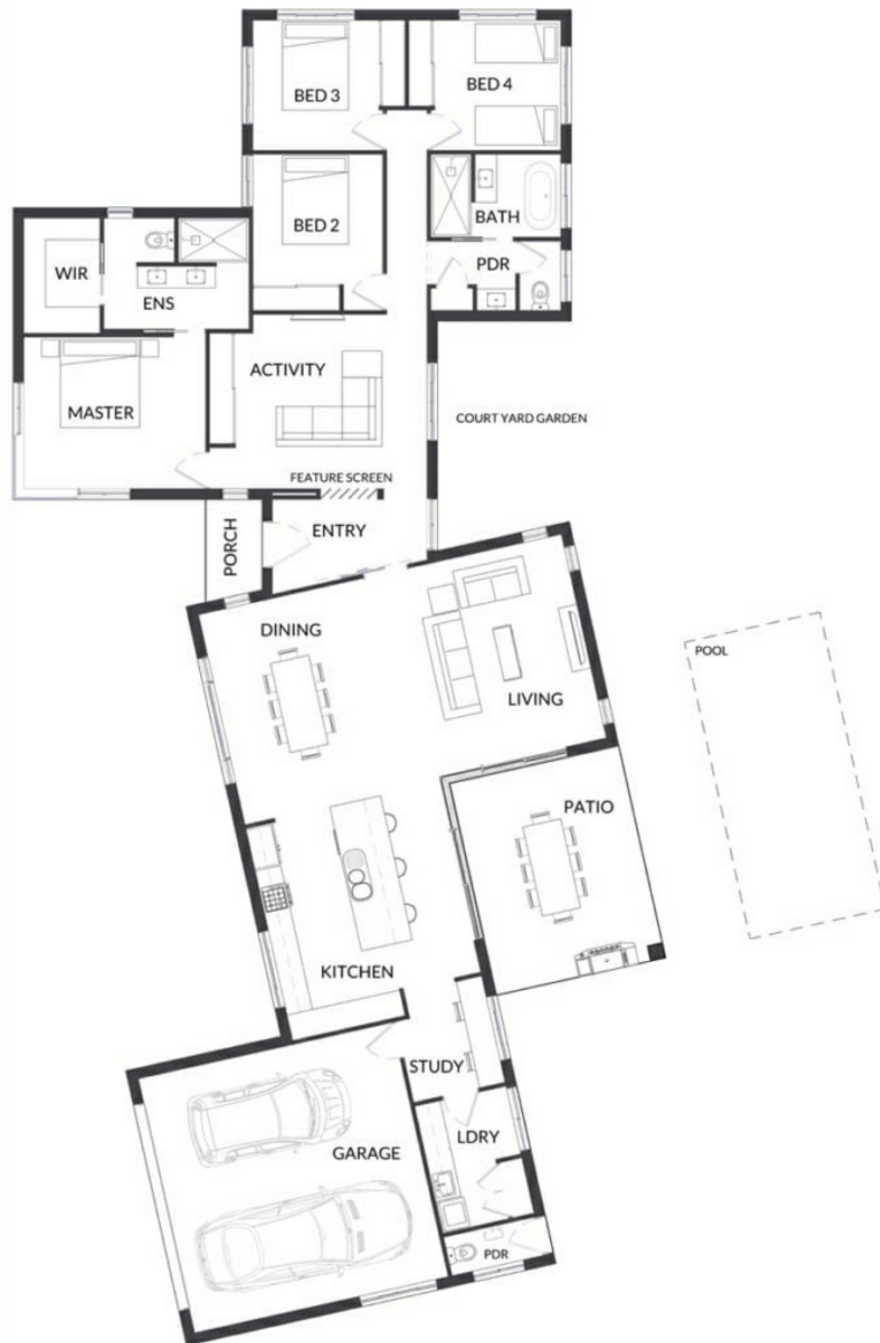 BED 3
BED 4
BED 2
BATH
PDR
WIR
ENS
ACTIVITY
MASTER
COURT YARD GARDEN
FEATURE SCREEN
ENTRY
PORCH
DINING
LIVING
POOL
PATIO
KITCHEN
STUDY
LDRY
GARAGE
PDR